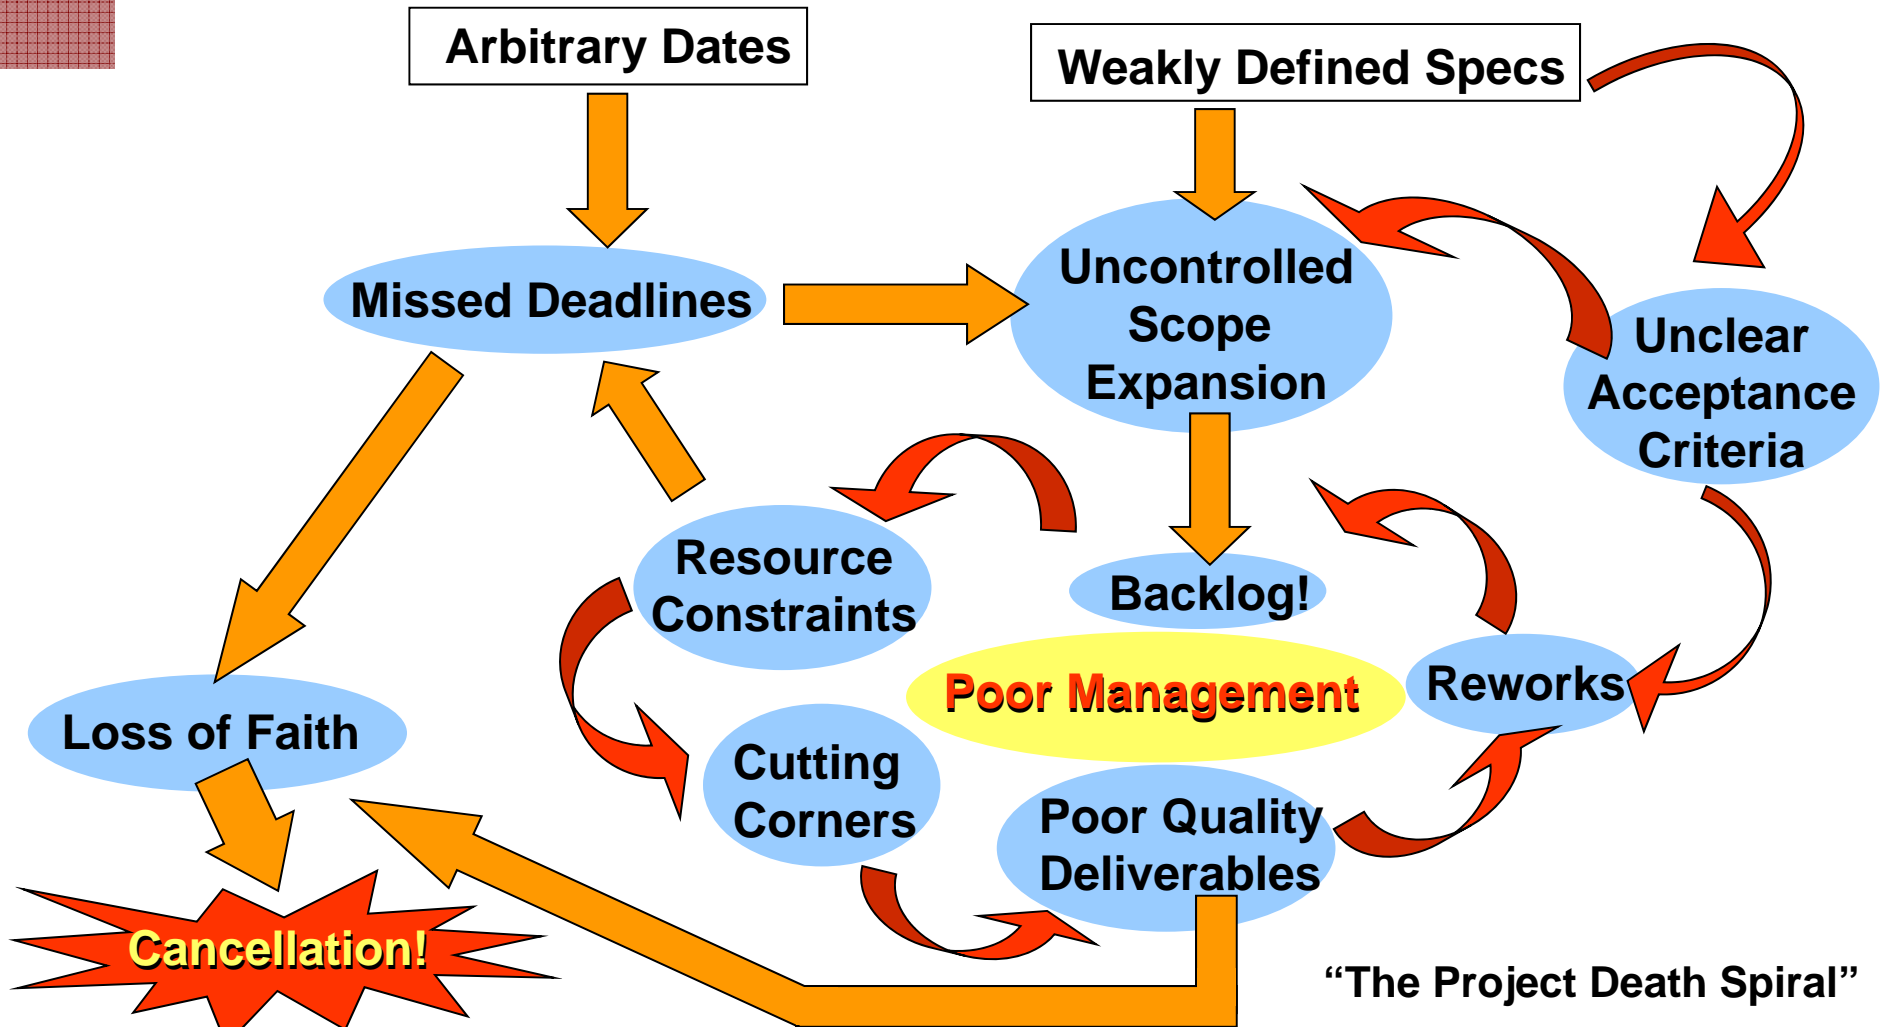 Arbitrary Dates
Weakly Defined Specs
Missed Deadlines
Uncontrolled
Scope
Expansion
Unclear
Acceptance
Criteria
Resource
Constraints
Backlog!
Poor Management
Reworks
Loss of Faith
Cutting
Corners
Poor Quality
Deliverables
Cancellation!
“The Project Death Spiral”